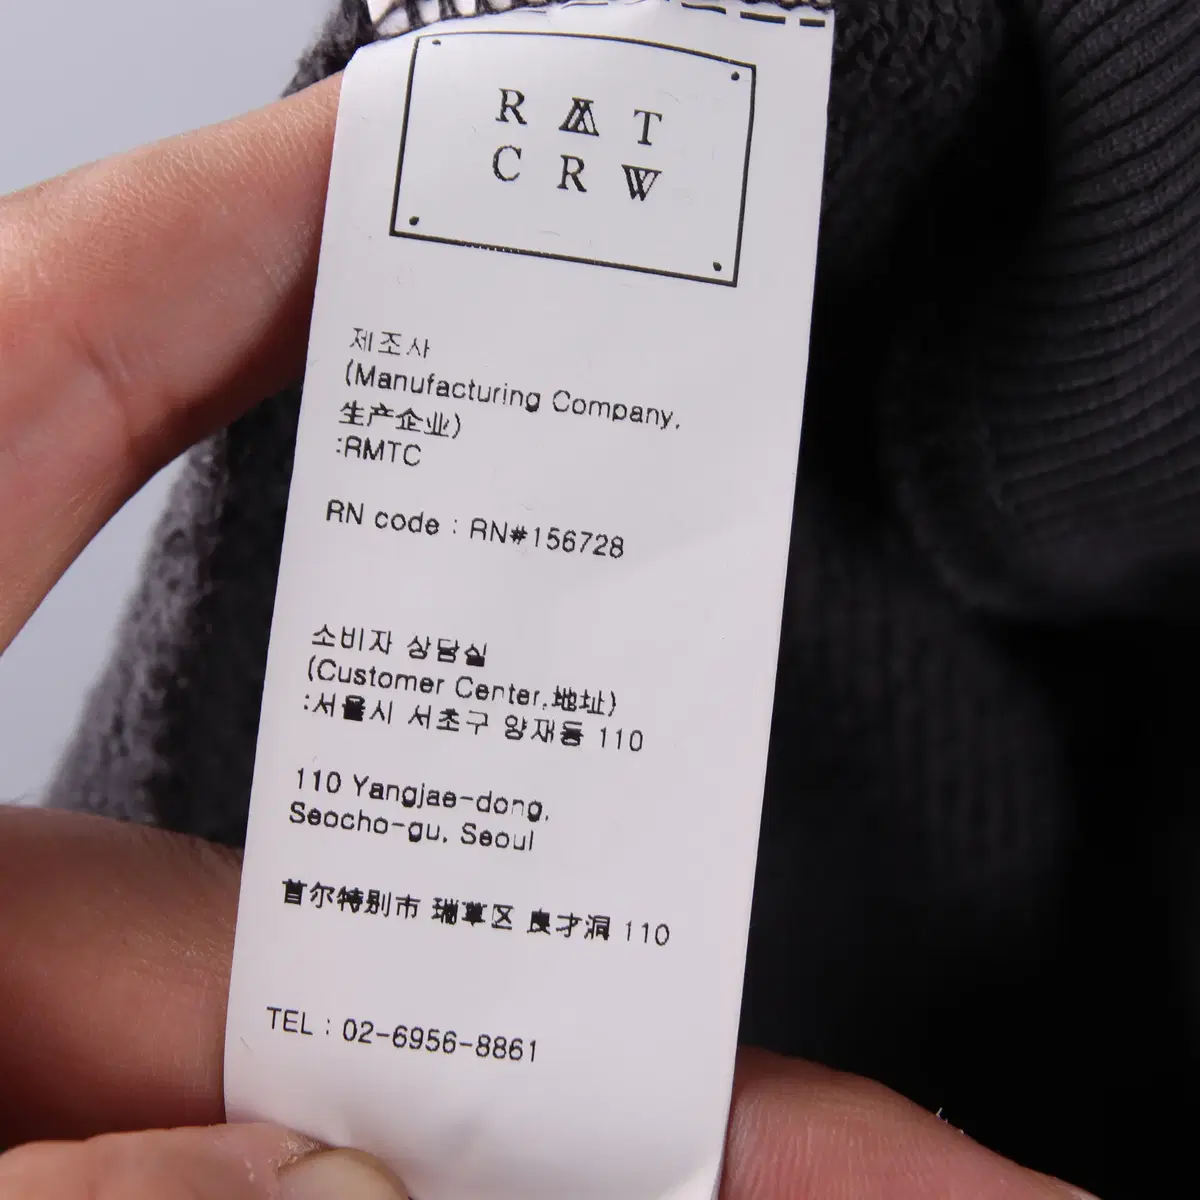 R M T
C R W
제조사
(Manufacturing Company,
生产企业)
:RMTC
RN code : RN#156728
소비자 상담실
(Customer Center,地址)
:서울시 서초구 양재동 110
110 Yangjae-dong,
Seocho-gu, Seoul
首尔特别市 瑞草区 良才洞 110
TEL : 02-6956-8861